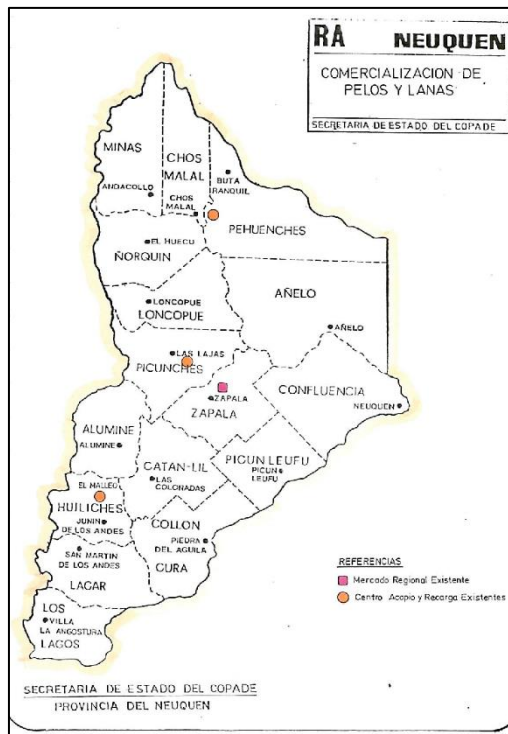 RA NEUQUEN
COMERCIALIZACION DE
PELOS Y LANAS
SECRETARIA DE ESTADO DEL COPADE
MINAS
CHOS
MALAL
BUTA
RANQUIL
ANDACOLLO
CHOS
MALAL
PEHUENCHES
EL HUECU
ÑORQUIN
AÑELO
LONCOPUE
LONCOPUE
AÑELO
LAS LAJAS
PICUNCHES
CONFLUENCIA
ZAPALA
ZAPALA
NEUQUEN
ALUMINE
ALUMINE
CATAN-LIL
PICUN LEUFU
PICUN
LEUFU
LAS
COLORADAS
EL MALLEO
HUILICHES
JUNIN
DE LOS ANDES
COLLON
PIEDRA
DEL AGUILA
SAN MARTIN
DE LOS ANDES
CURA
LACAR
LOS
VILLA
LA ANGOSTURA
LAGOS
REFERENCIAS
Mercado Regional Existente
Centro Acopio y Recarga Existentes
SECRETARIA DE ESTADO DEL COPADE
PROVINCIA DEL NEUQUEN